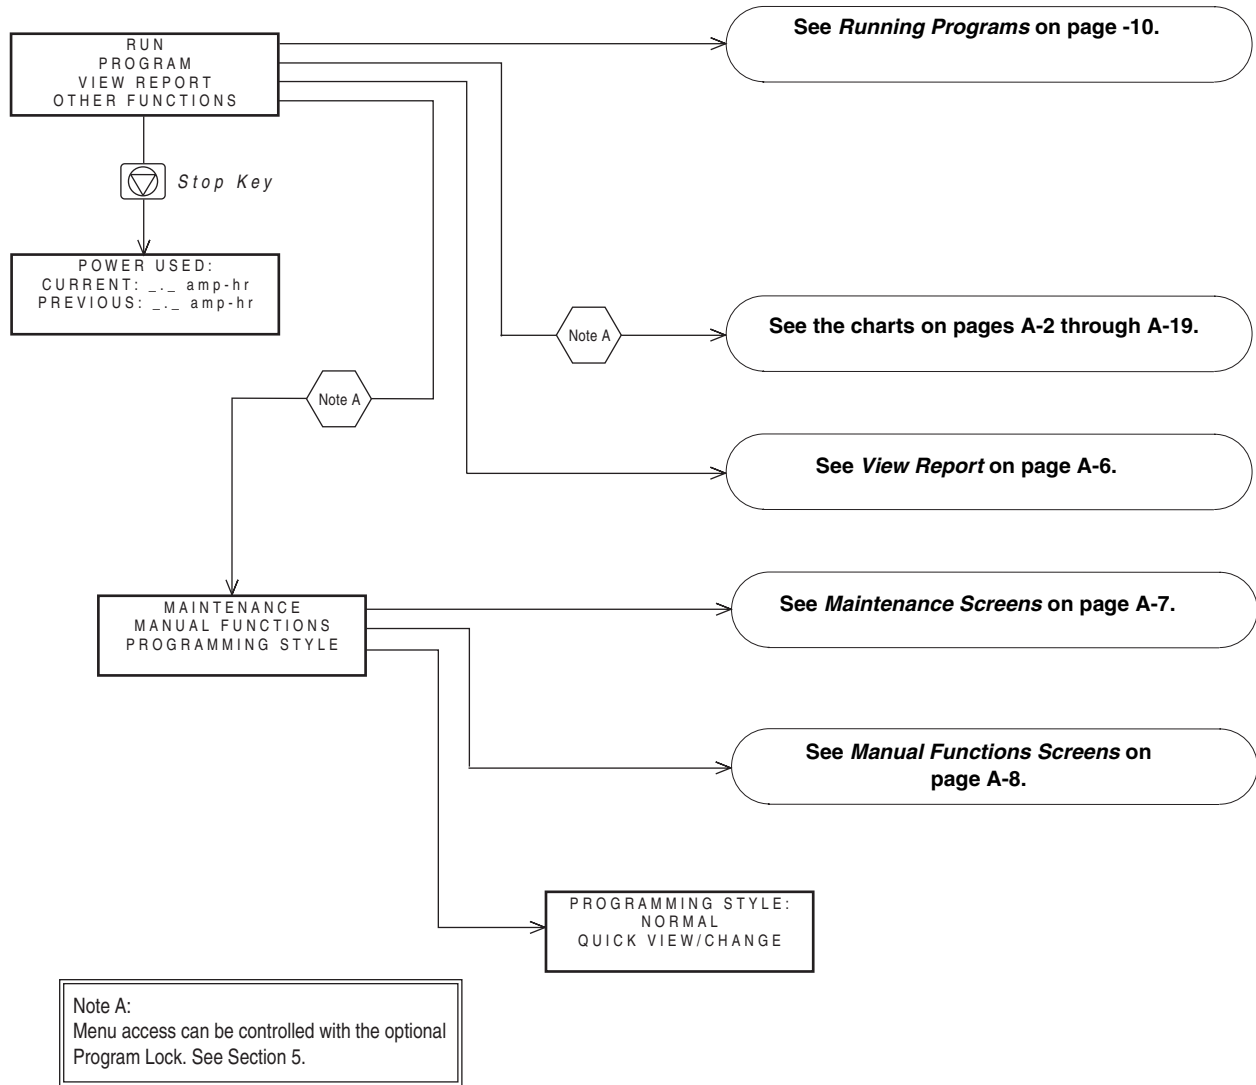 RUN
PROGRAM
VIEW REPORT
OTHER FUNCTIONS
See Running Programs on page -10.
Stop Key
POWER USED:
CURRENT: _._ amp-hr
PREVIOUS: _._ amp-hr
Note A
See the charts on pages A-2 through A-19.
Note A
See View Report on page A-6.
MAINTENANCE
MANUAL FUNCTIONS
PROGRAMMING STYLE
See Maintenance Screens on page A-7.
See Manual Functions Screens on
page A-8.
PROGRAMMING STYLE:
NORMAL
QUICK VIEW/CHANGE
Note A:
Menu access can be controlled with the optional
Program Lock. See Section 5.